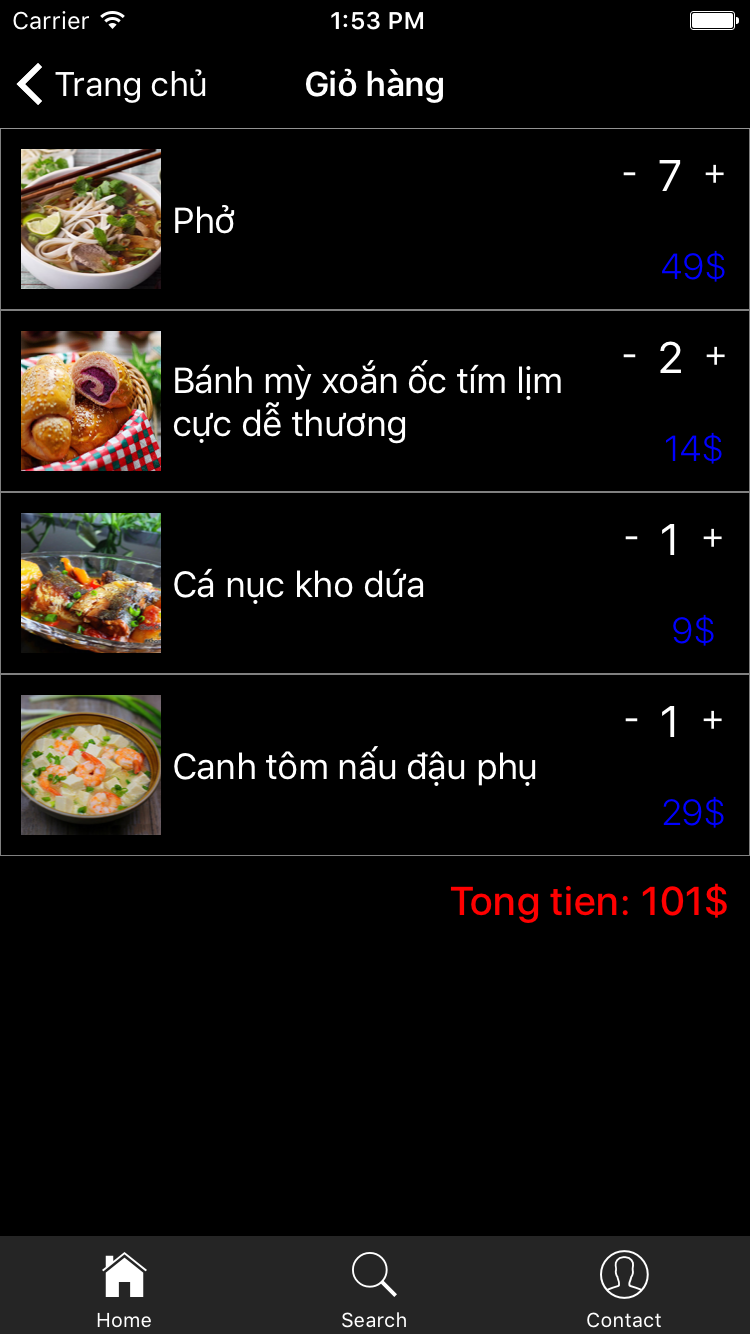 Carrier 1:53 PM
Trang chủ Giỏ hàng
- 7 +
Phở
49$
- 2 +
Bánh mỳ xoắn ốc tím lịm
cực dễ thương
14$
- 1 +
Cá nục kho dứa
9$
- 1 +
Canh tôm nấu đậu phụ
29$
Tong tien: 101$
Home Search Contact